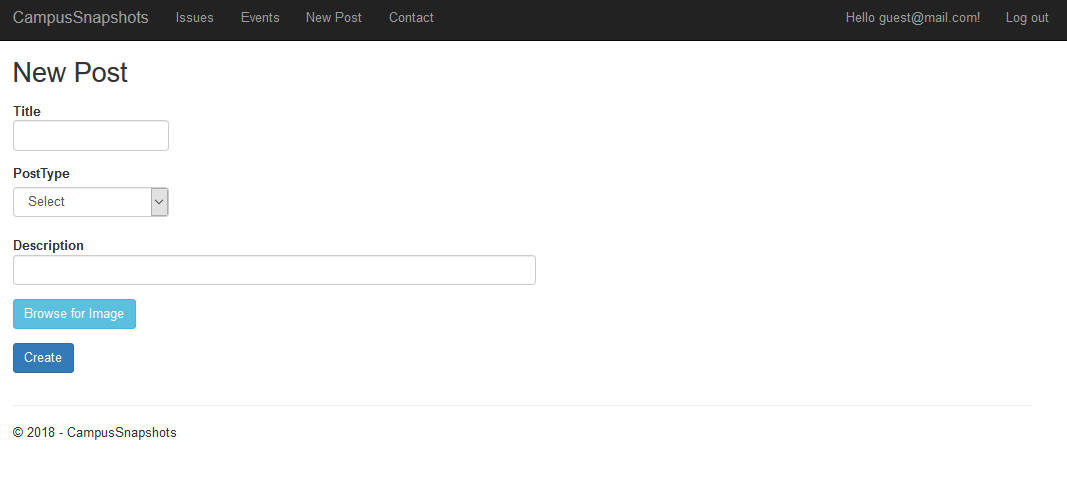 CampusSnapshots Issues Events New Post Contact Hello guest@mail.com! Log out
New Post
Title
PostType
Select
Description
Browse for Image
Create
© 2018 - CampusSnapshots